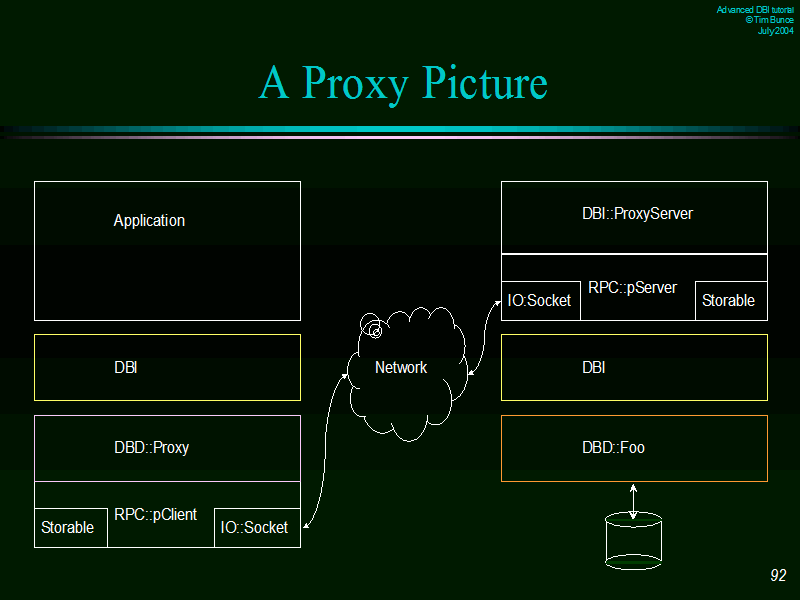 Advanced DBI tutorial
© Tim Bunce
July 2004
A Proxy Picture
Application
DBI
DBD::Proxy
RPC::pClient
Storable
IO::Socket
Network
DBI::ProxyServer
RPC::pServer
IO:Socket
Storable
DBI
DBD::Foo
92